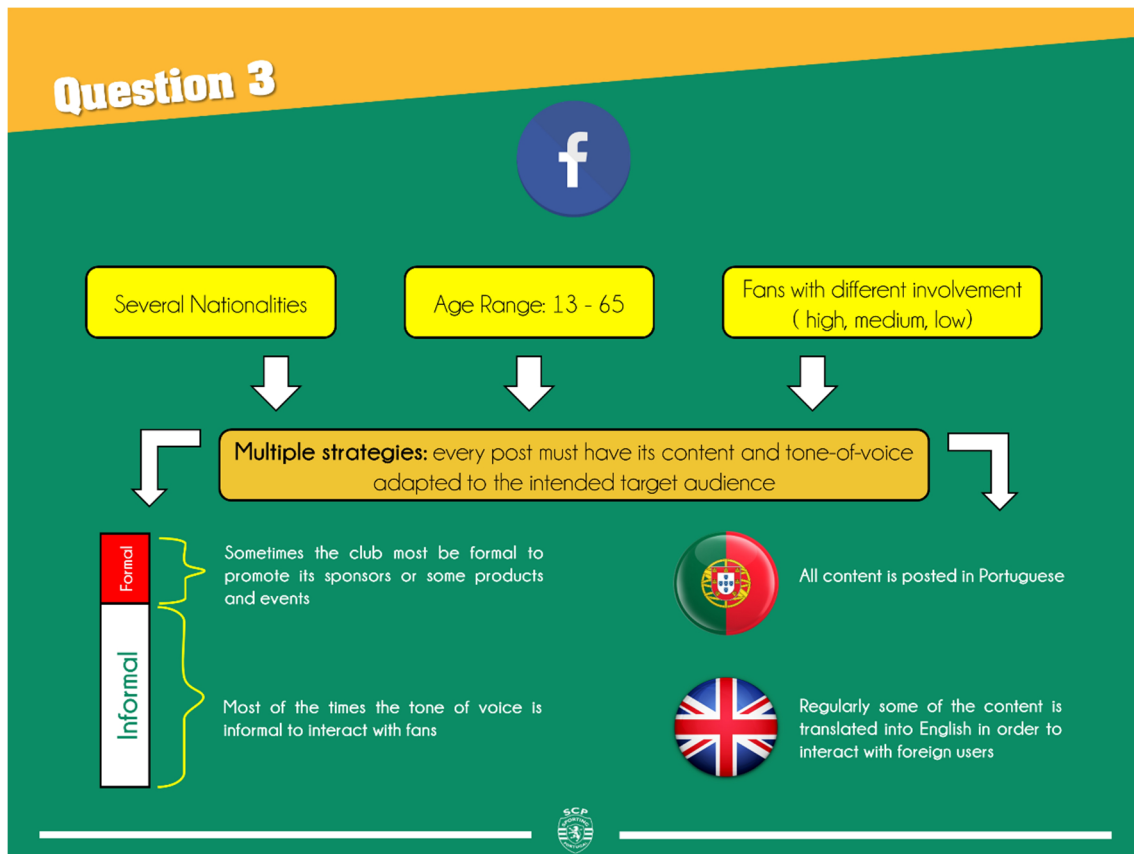 Question 3
f
Several Nationalities
Age Range: 13 - 65
Fans with different involvement
( high, medium, low)
Multiple strategies: every post must have its content and tone-of-voice
adapted to the intended target audience
Formal
Sometimes the club most be formal to
promote its sponsors or some products
and events
Informal
Most of the times the tone of voice is
informal to interact with fans
All content is posted in Portuguese
Regularly some of the content is
translated into English in order to
interact with foreign users
SCP
SPORTING
PORTUGAL